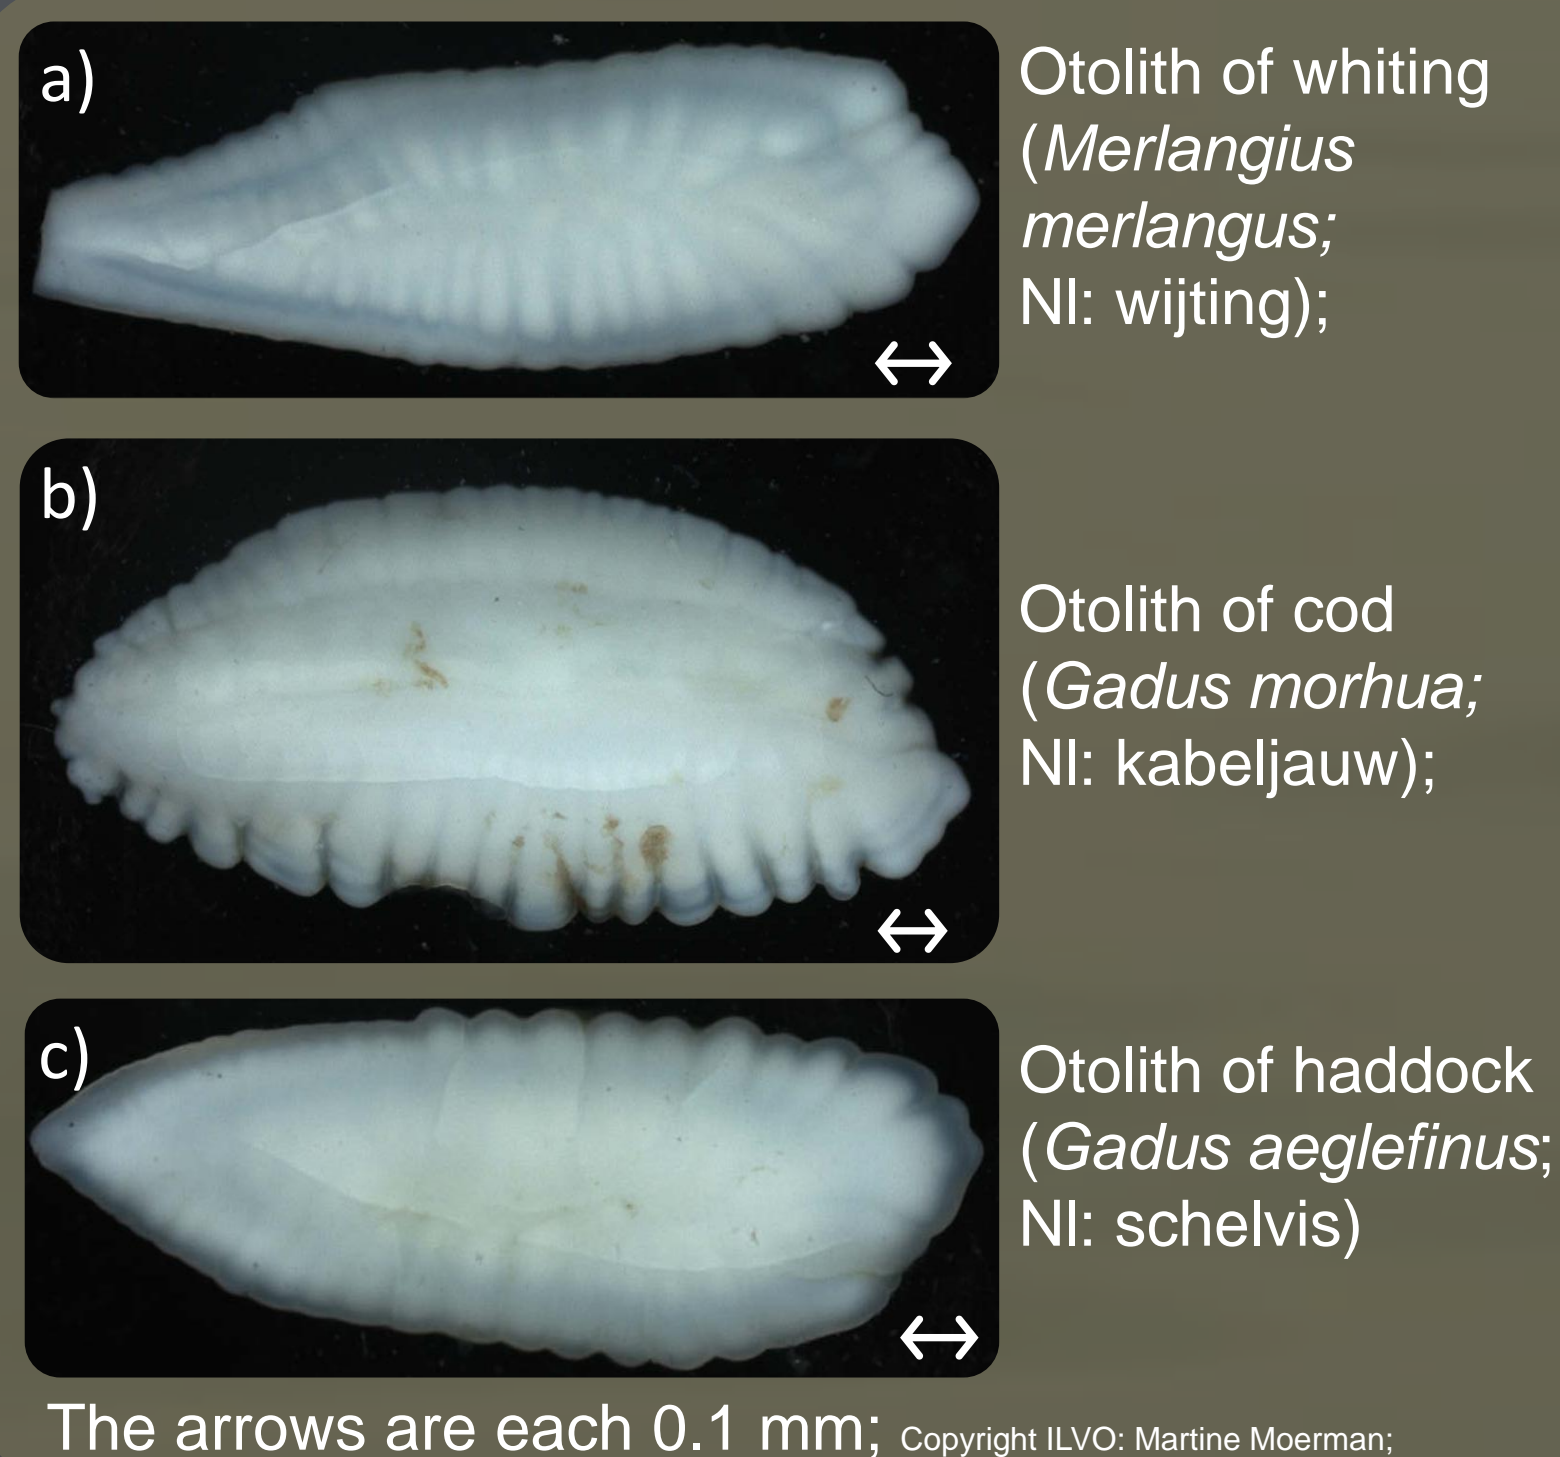 a)
Otolith of whiting
(Merlangius
merlangus;
Nl: wijting);
b)
Otolith of cod
(Gadus morhua;
Nl: kabeljauw);
c)
Otolith of haddock
(Gadus aeglefinus;
Nl: schelvis)
The arrows are each 0.1 mm; Copyright ILVO: Martine Moerman;